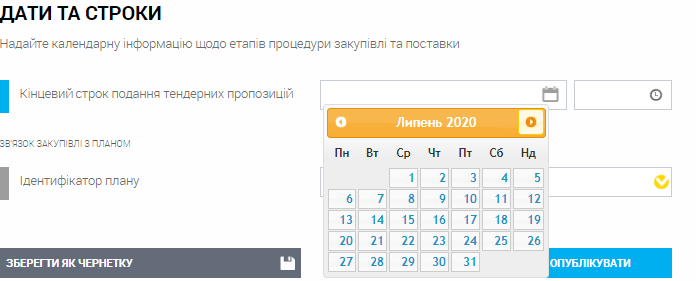 ДАТИ ТА СТРОКИ
Надайте календарну інформацію щодо етапів процедури закупівлі та поставки
Кінцевий строк подання тендерних пропозицій
Липень 2020
Пн Вт Ср Чт Пт Сб Нд
1 2 3 4 5
6 7 8 9 10 11 12
13 14 15 16 17 18 19
20 21 22 23 24 25 26
27 28 29 30 31
ЗВ'ЯЗОК ЗАКУПІВЛІ З ПЛАНОМ
Ідентифікатор плану
ЗБЕРЕГТИ ЯК ЧЕРНЕТКУ
ОПУБЛІКУВАТИ